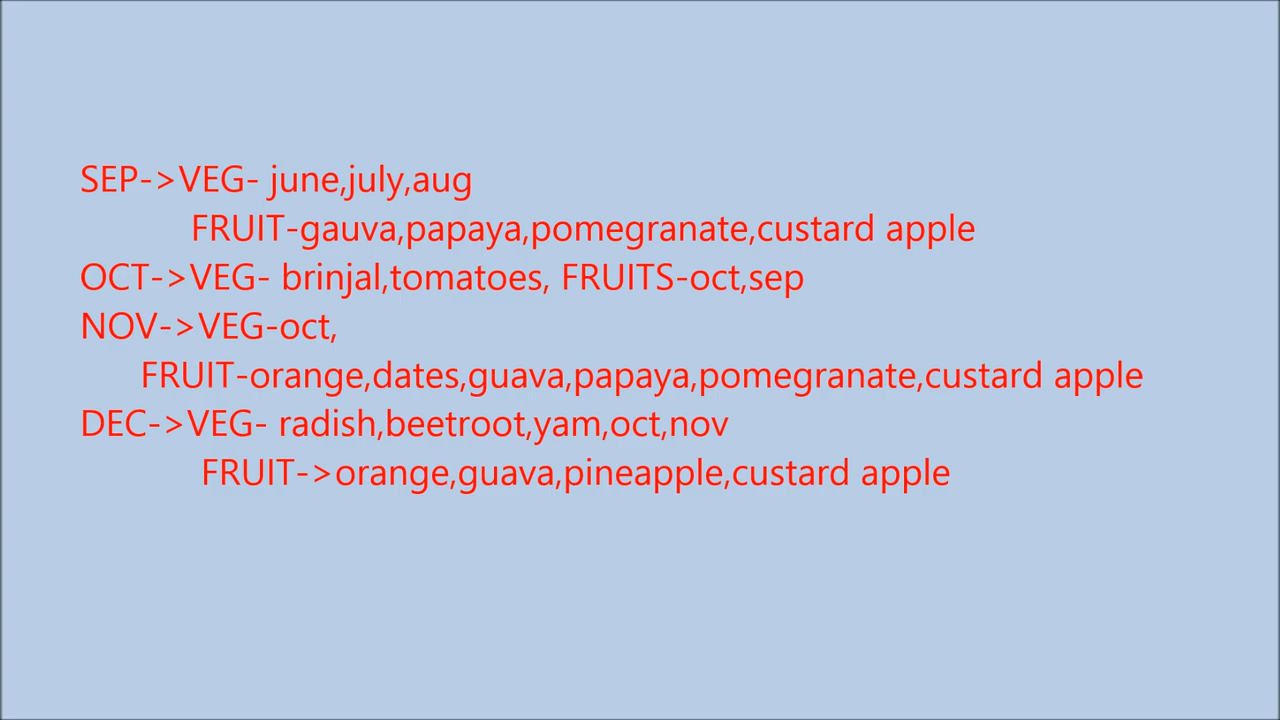 SEP->VEG- june,july,aug
FRUIT-gauva,papaya,pomegranate,custard apple
OCT->VEG- brinjal,tomatoes, FRUITS-oct,sep
NOV->VEG-oct,
FRUIT-orange,dates,guava,papaya,pomegranate,custard apple
DEC->VEG- radish,beetroot,yam,oct,nov
FRUIT->orange,guava,pineapple,custard apple